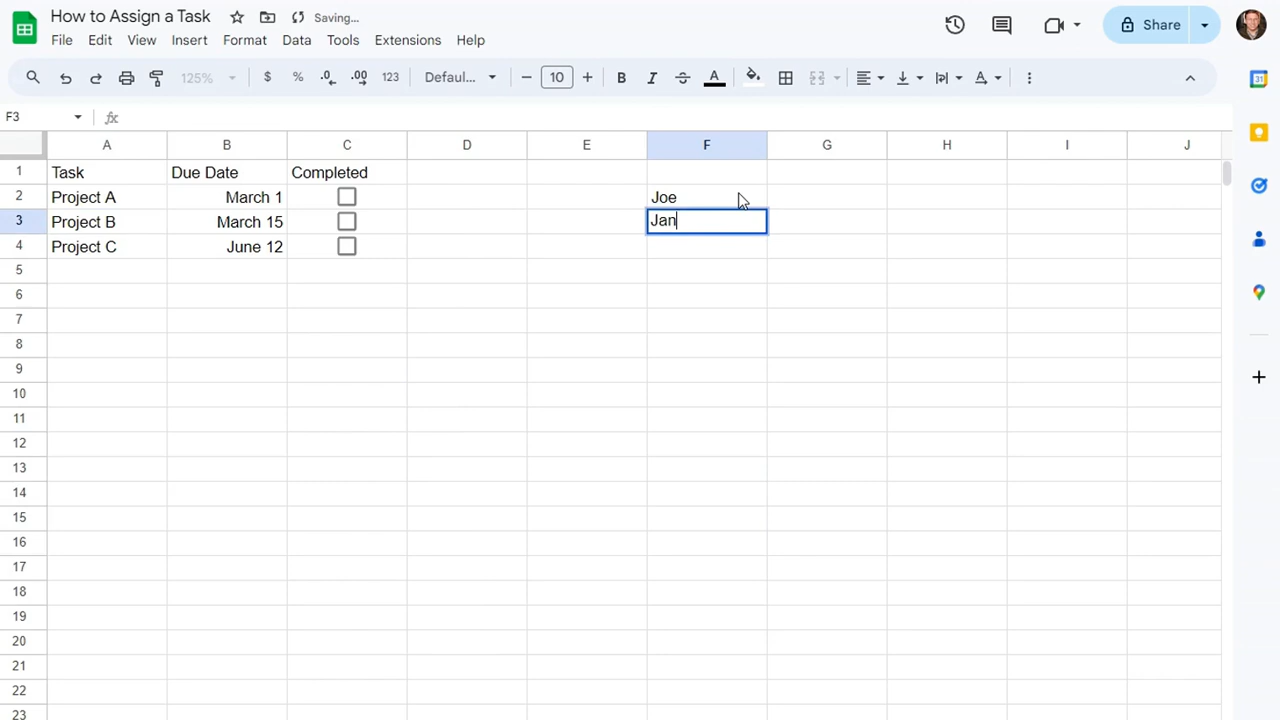 How to Assign a Task Saving...
File Edit View Insert Format Data Tools Extensions Help
Share
125% $ % .0 .00 123 Defaul... 10 B I S A A
F3 fx
A B C D E F G H I J
1 Task Due Date Completed
2 Project A March 1 Joe
3 Project B March 15 Jan
4 Project C June 12
5
6
7
8
9
10
11
12
13
14
15
16
17
18
19
20
21
22
23
31